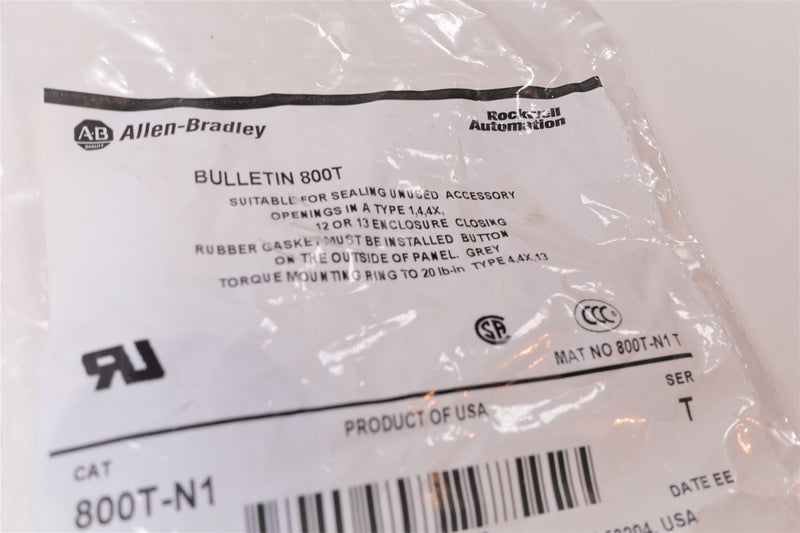 A·B QUALITY Allen-Bradley
Rockwell
Automation
BULLETIN 800T
SUITABLE FOR SEALING UNUSED ACCESSORY
OPENINGS IN A TYPE 1,4,4X,
12 OR 13 ENCLOSURE CLOSING
RUBBER GASKET MUST BE INSTALLED BUTTON
ON THE OUTSIDE OF PANEL. GREY
TORQUE MOUNTING RING TO 20 lb-in TYPE 4,4X,13
SA
CCC
MAT NO 800T-N1 T
PRODUCT OF USA
SER
T
CAT
800T-N1
DATE EE
USA